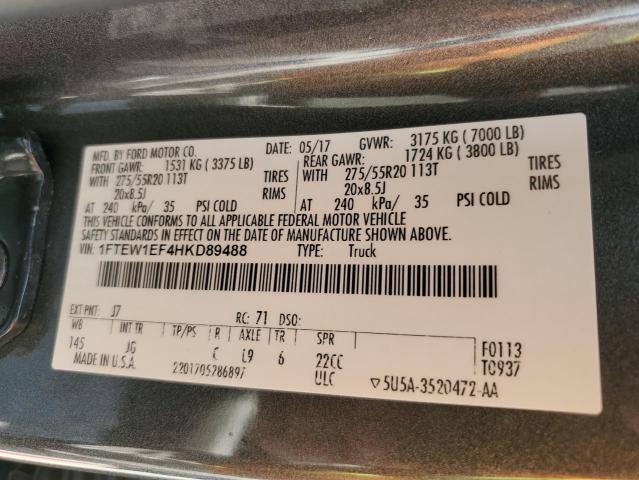 MFD. BY FORD MOTOR CO. DATE: 05/17 GVWR: 3175 KG ( 7000 LB)
FRONT GAWR: 1531 KG ( 3375 LB) REAR GAWR: 1724 KG ( 3800 LB)
WITH 275/55R20 113T TIRES WITH 275/55R20 113T TIRES
20x8.5J RIMS 20x8.5J RIMS
AT 240 kPa/ 35 PSI COLD AT 240 kPa/ 35 PSI COLD
THIS VEHICLE CONFORMS TO ALL APPLICABLE FEDERAL MOTOR VEHICLE
SAFETY STANDARDS IN EFFECT ON THE DATE OF MANUFACTURE SHOWN ABOVE.
VIN: 1FTEW1EF4HKD89488 TYPE: Truck
EXT PNT: J7 RC: 71 DSO:
WB INT TR TP/PS R AXLE TR SPR
145 JG C L9 6 22CC F0113
MADE IN U.S.A. 2201705286897 ULC T0937
▽5U5A-3520472-AA